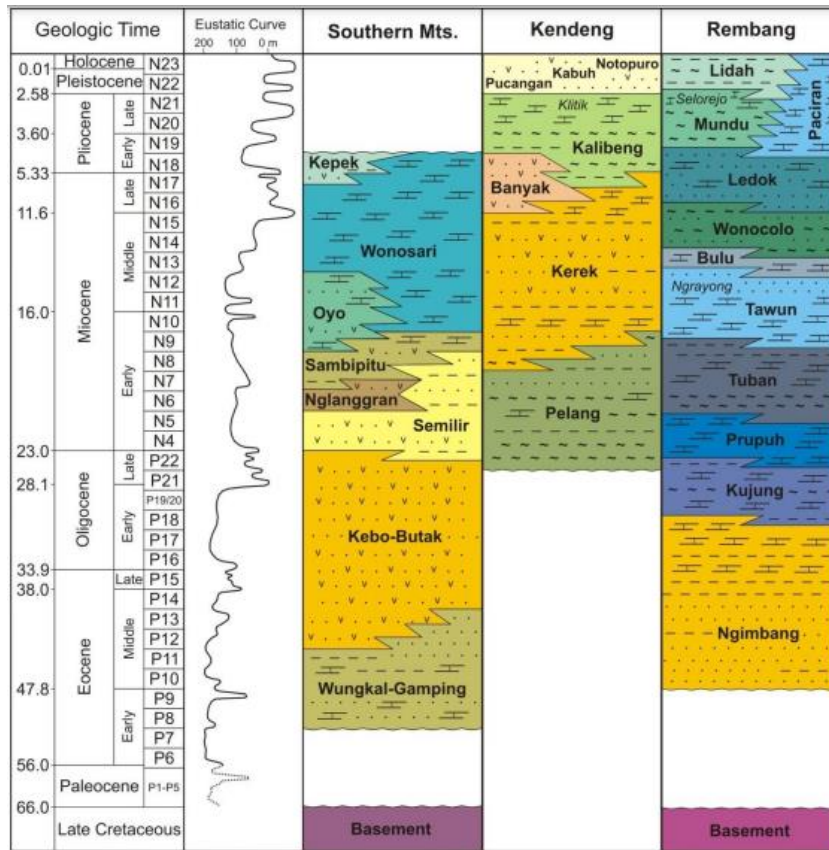 Geologic Time
Eustatic Curve
200 100 0 m
Southern Mts.
Kendeng
Rembang
Holocene
N23
0.01
Pleistocene
N22
2.58
Pliocene
Late
N21
N20
3.60
Early
N19
N18
5.33
Miocene
Late
N17
N16
11.6
Middle
N15
N14
N13
N12
N11
16.0
Early
N10
N9
N8
N7
N6
N5
N4
23.0
Oligocene
Late
P22
P21
28.1
Early
P19/20
P18
P17
P16
33.9
Eocene
Late
P15
38.0
Middle
P14
P13
P12
P11
P10
47.8
Early
P9
P8
P7
P6
56.0
Paleocene
P1-P5
66.0
Late Cretaceous
Kepek
Wonosari
Oyo
Sambipitu
Nglanggran
Semilir
Kebo-Butak
Wungkal-Gamping
Basement
Notopuro
Kabuh
Pucangan
Klitik
Kalibeng
Banyak
Kerek
Pelang
Lidah
Paciran
Selorejo
Mundu
Ledok
Wonocolo
Bulu
Ngrayong
Tawun
Tuban
Prupuh
Kujung
Ngimbang
Basement